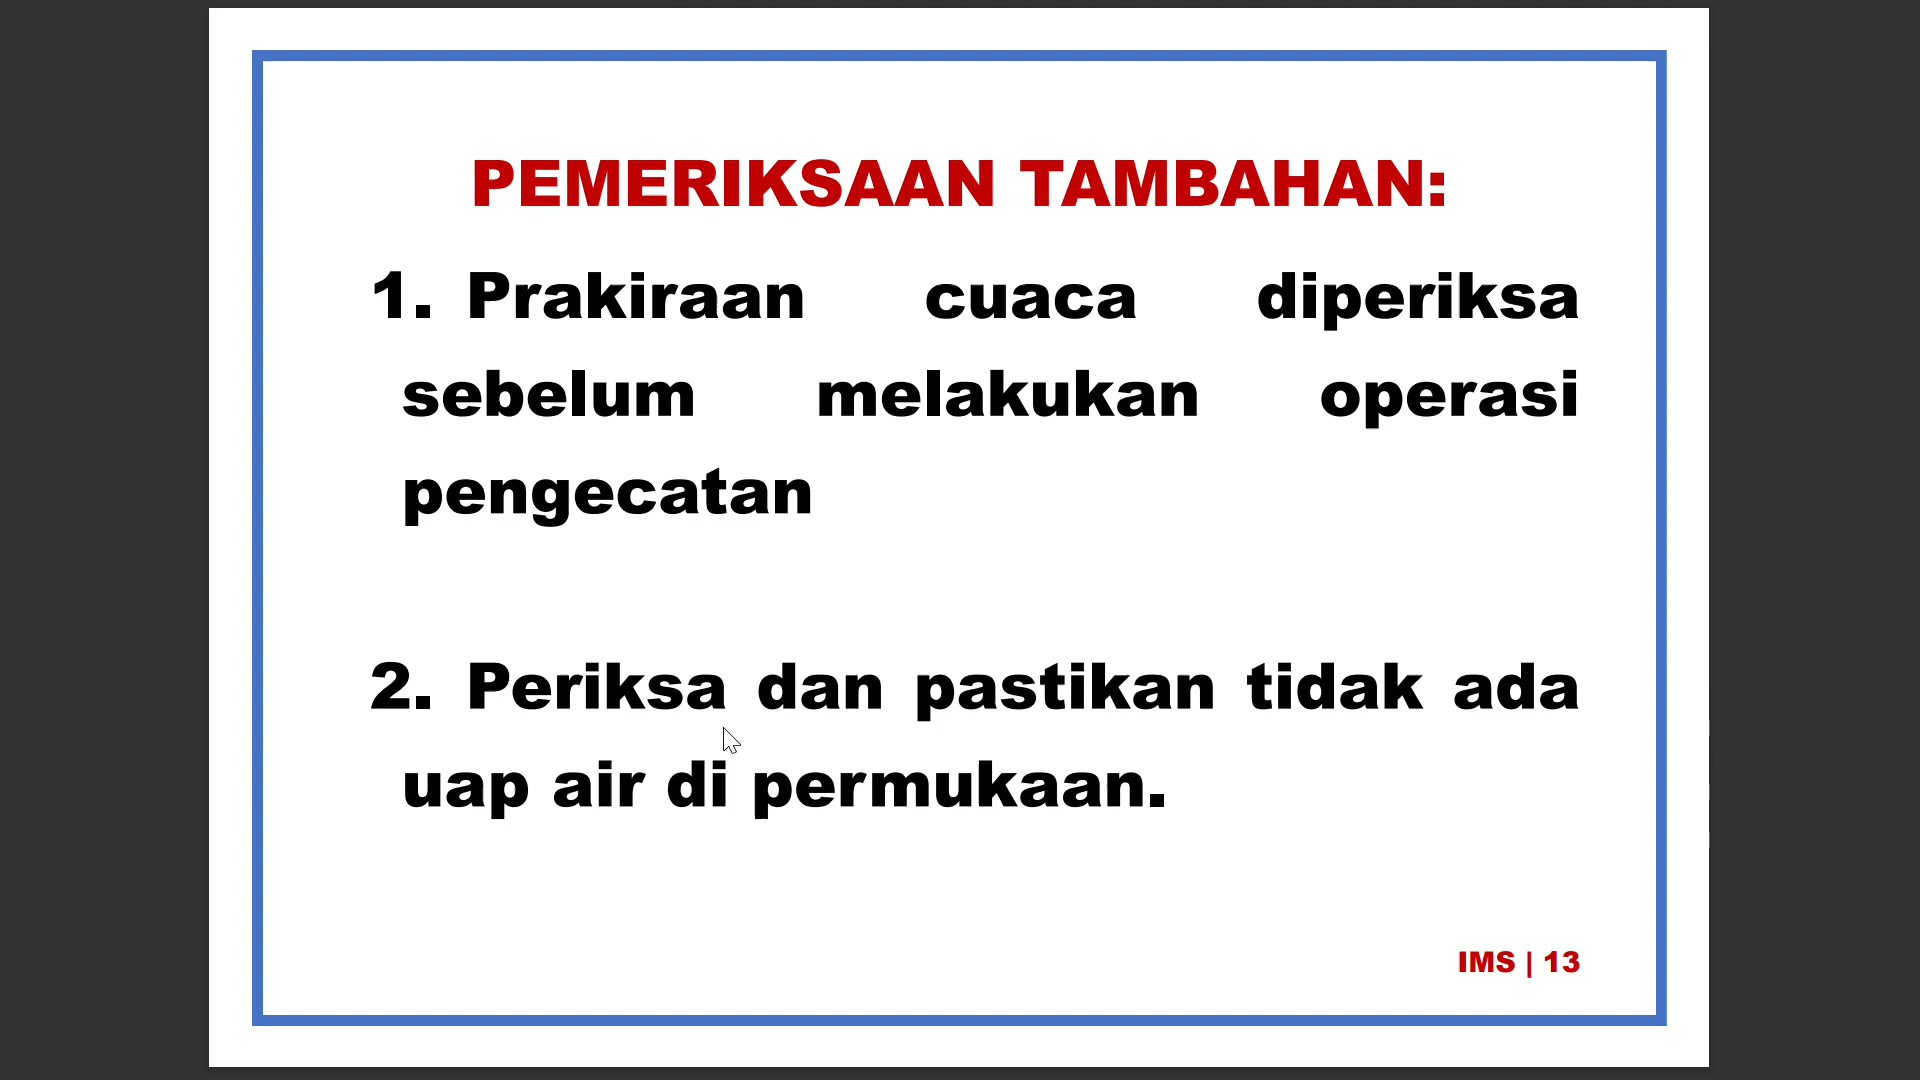 PEMERIKSAAN TAMBAHAN:
1. Prakiraan cuaca diperiksa
sebelum melakukan operasi
pengecatan
2. Periksa dan pastikan tidak ada
uap air di permukaan.
IMS | 13